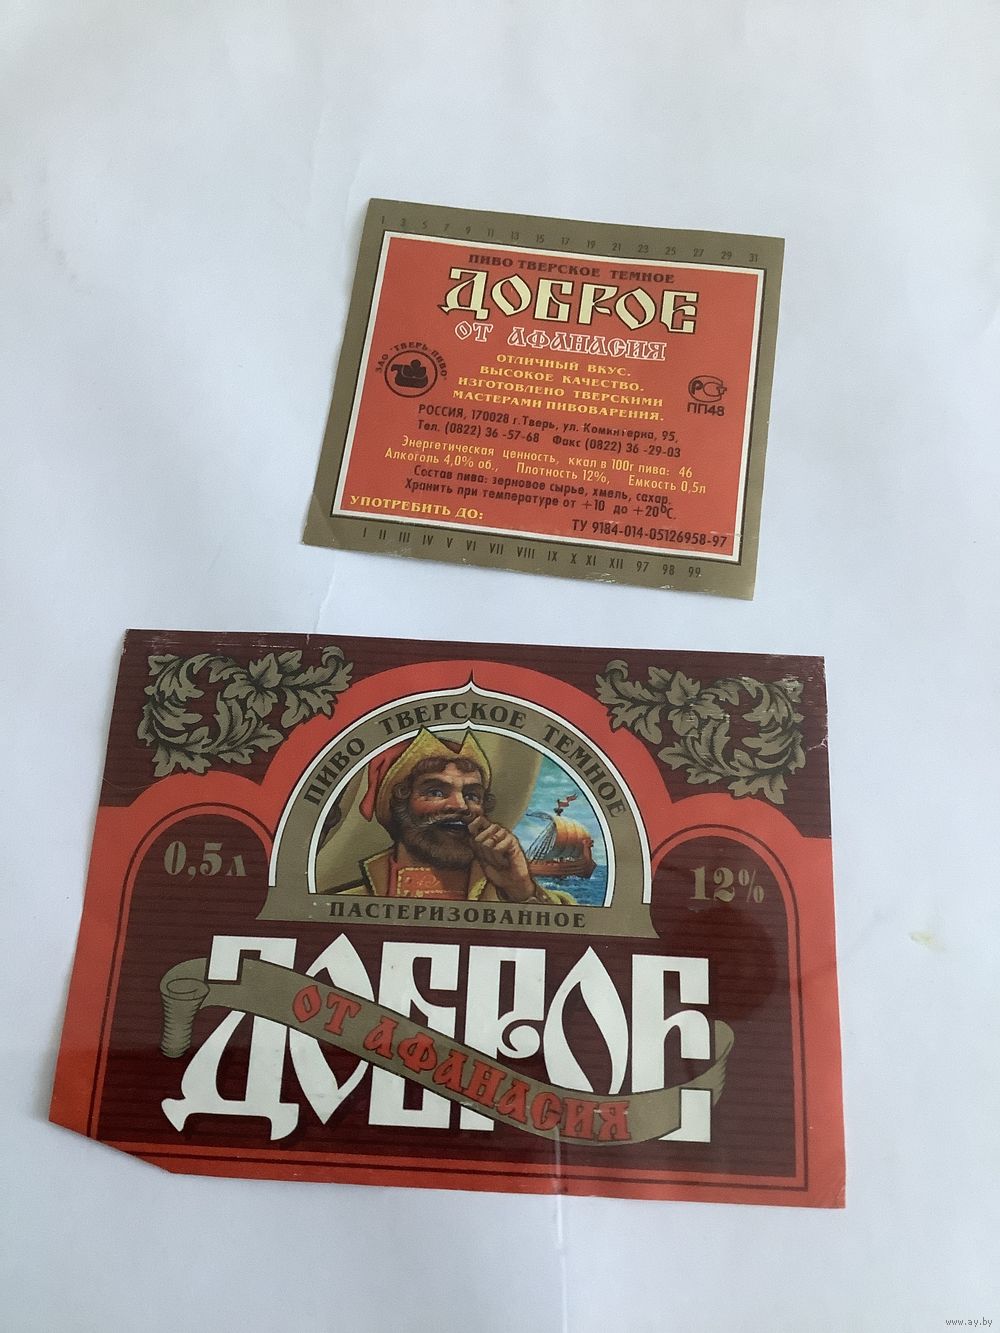 1 3 5 7 9 11 13 15 17 19 21 23 25 27 29 31
ПИВО ТВЕРСКОЕ ТЕМНОЕ
ДОБРОЕ
ОТ АФАНАСИЯ
ЗАО "ТВЕРЬПИВО"
ОТЛИЧНЫЙ ВКУС.
ВЫСОКОЕ КАЧЕСТВО.
ИЗГОТОВЛЕНО ТВЕРСКИМИ
МАСТЕРАМИ ПИВОВАРЕНИЯ.
РСТ
ПП48
РОССИЯ, 170028 г.Тверь, ул. Коминтерна, 95,
Тел. (0822) 36 -57-68 Факс (0822) 36 -29-03
Энергетическая ценность, ккал в 100г пива: 46
Алкоголь 4,0% об., Плотность 12%, Емкость 0,5л
Состав пива: зерновое сырье, хмель, сахар.
Хранить при температуре от +10 до +20°С.
УПОТРЕБИТЬ ДО:
ТУ 9184-014-05126958-97
I II III IV V VI VII VIII IX X XI XII 97 98 99
ПИВО ТВЕРСКОЕ ТЕМНОЕ
0,5л
12%
ПАСТЕРИЗОВАННОЕ
ДОБРОЕ
ОТ АФАНАСИЯ
www.ay.by